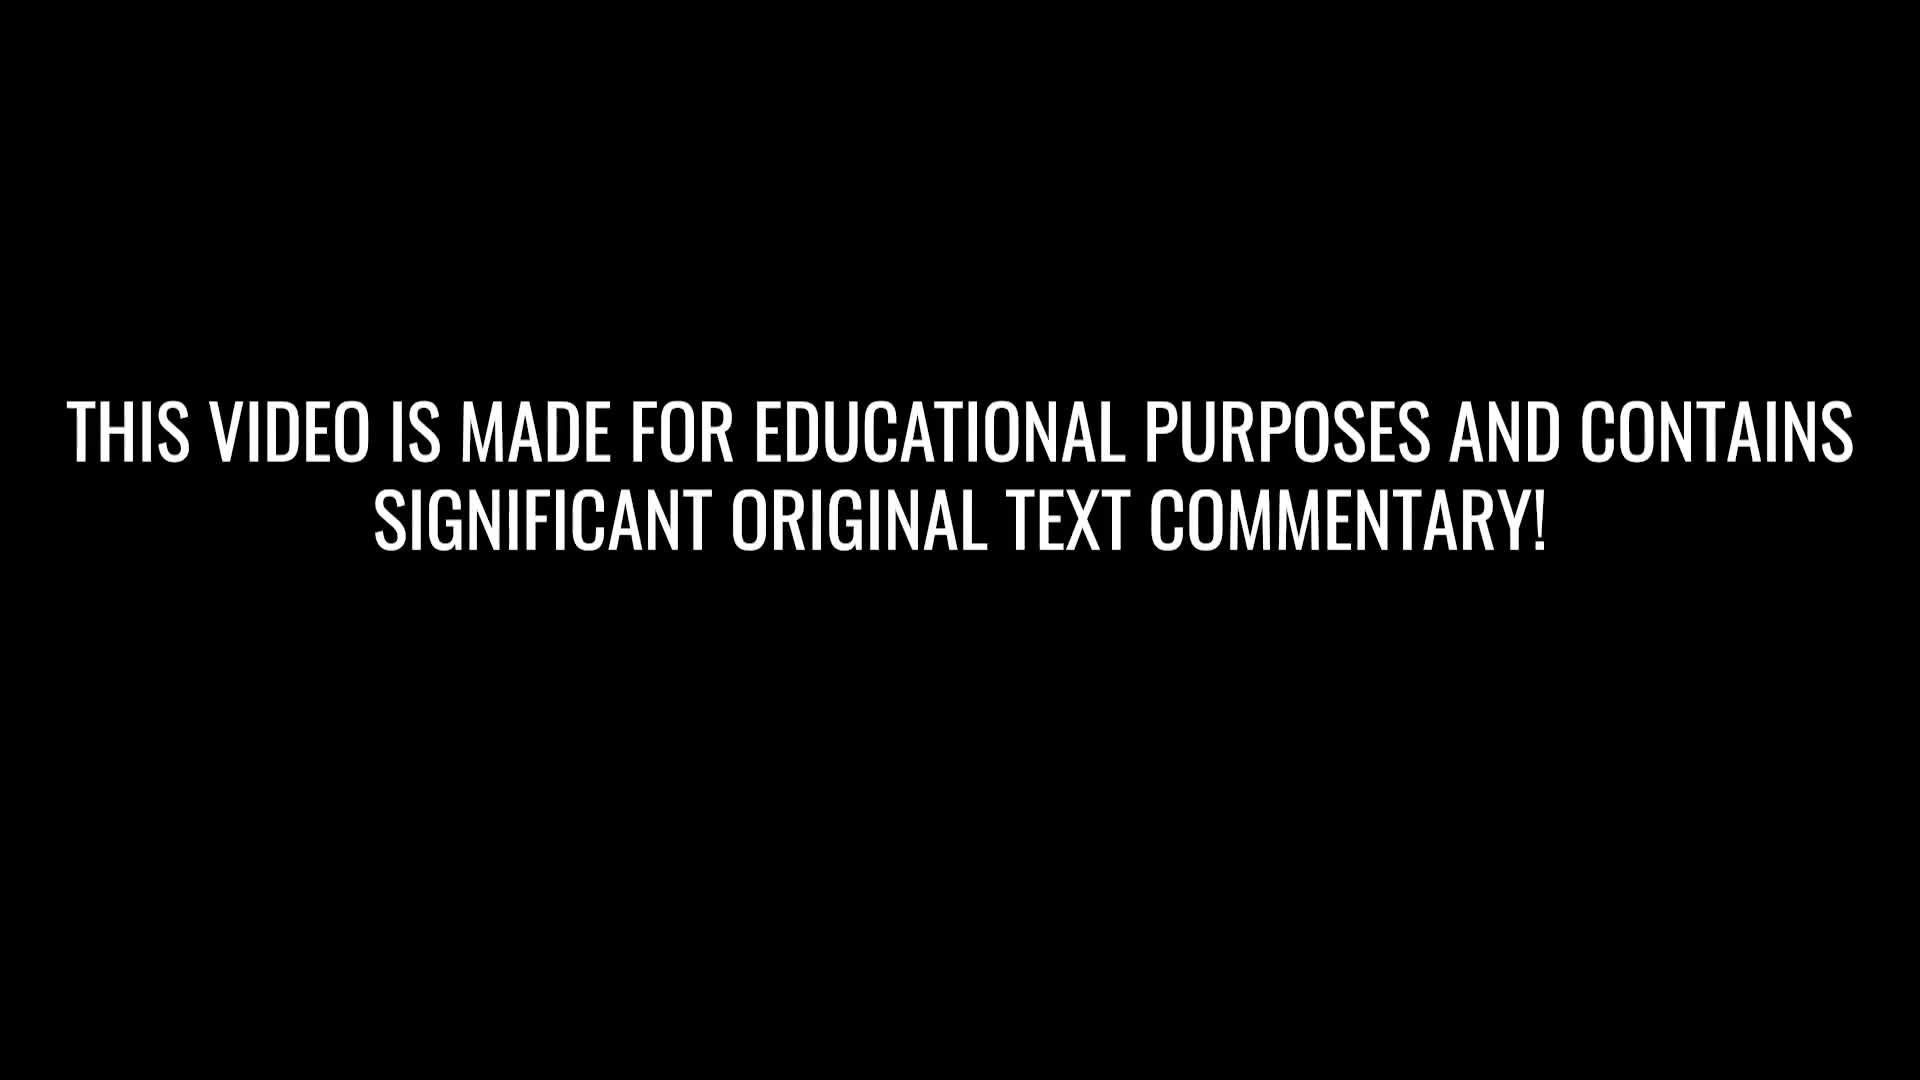 THIS VIDEO IS MADE FOR EDUCATIONAL PURPOSES AND CONTAINS
SIGNIFICANT ORIGINAL TEXT COMMENTARY!